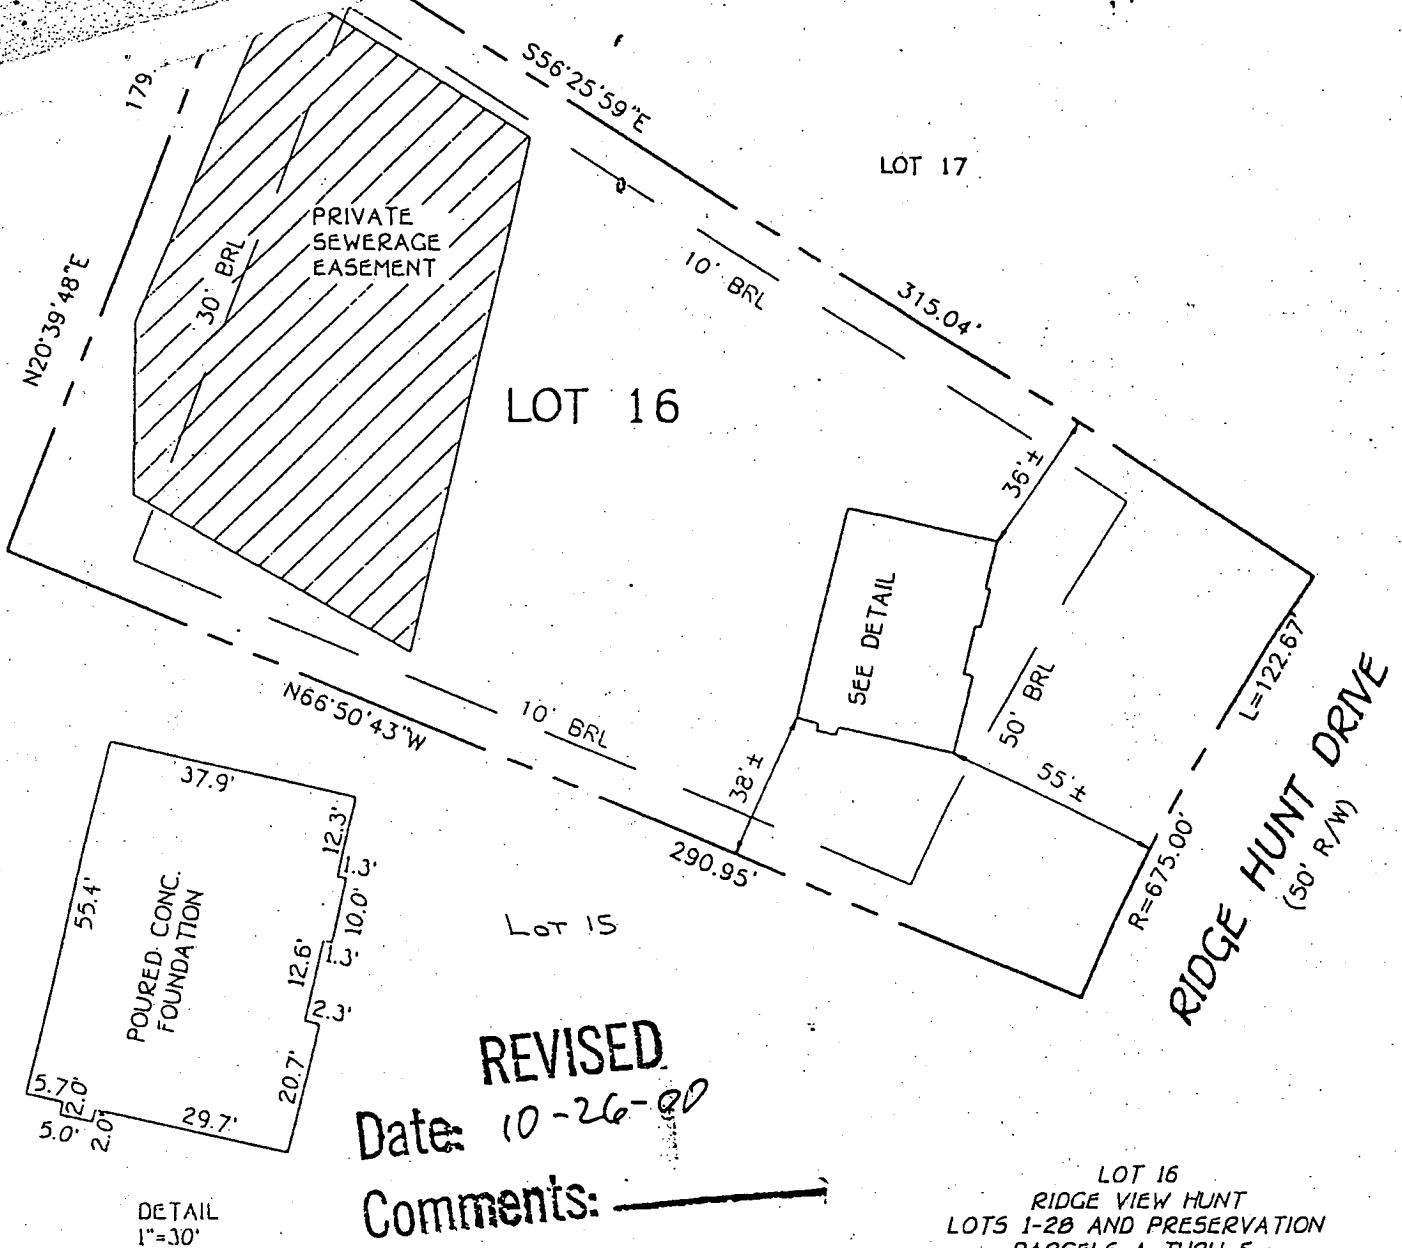 179.
S56°25'59"E
LOT 17
PRIVATE
SEWERAGE
EASEMENT
30' BRL
10' BRL
N20°39'48"E
315.04'
LOT 16
36'±
SEE DETAIL
L=122.67'
50' BRL
N66°50'43"W
10' BRL
38'±
55'±
RIDGE HUNT DRIVE
(50' R/W)
R=675.00'
290.95'
37.9'
12.3'
1.3'
10.0'
55.4'
POURED CONC.
FOUNDATION
12.6'
1.3'
2.3'
20.7'
5.7'
2.0'
5.0'
2.0'
29.7'
LOT 15
REVISED
Date: 10-26-00
Comments:
DETAIL
1"=30'
LOT 16
RIDGE VIEW HUNT
LOTS 1-28 AND PRESERVATION
PARCELS A THRU